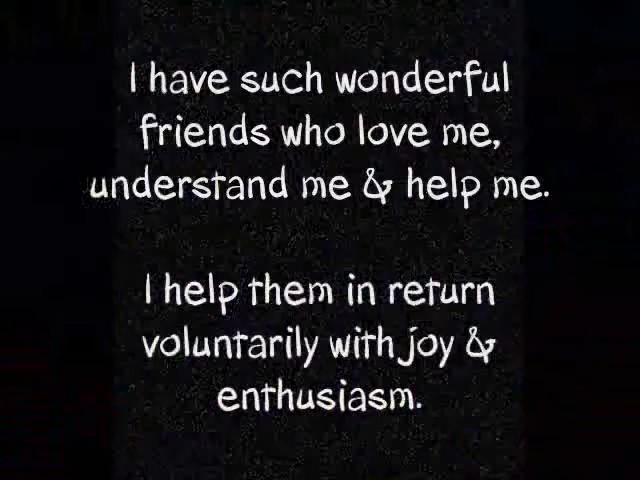 I have such wonderful
friends who love me,
understand me & help me.
I help them in return
voluntarily with joy &
enthusiasm.